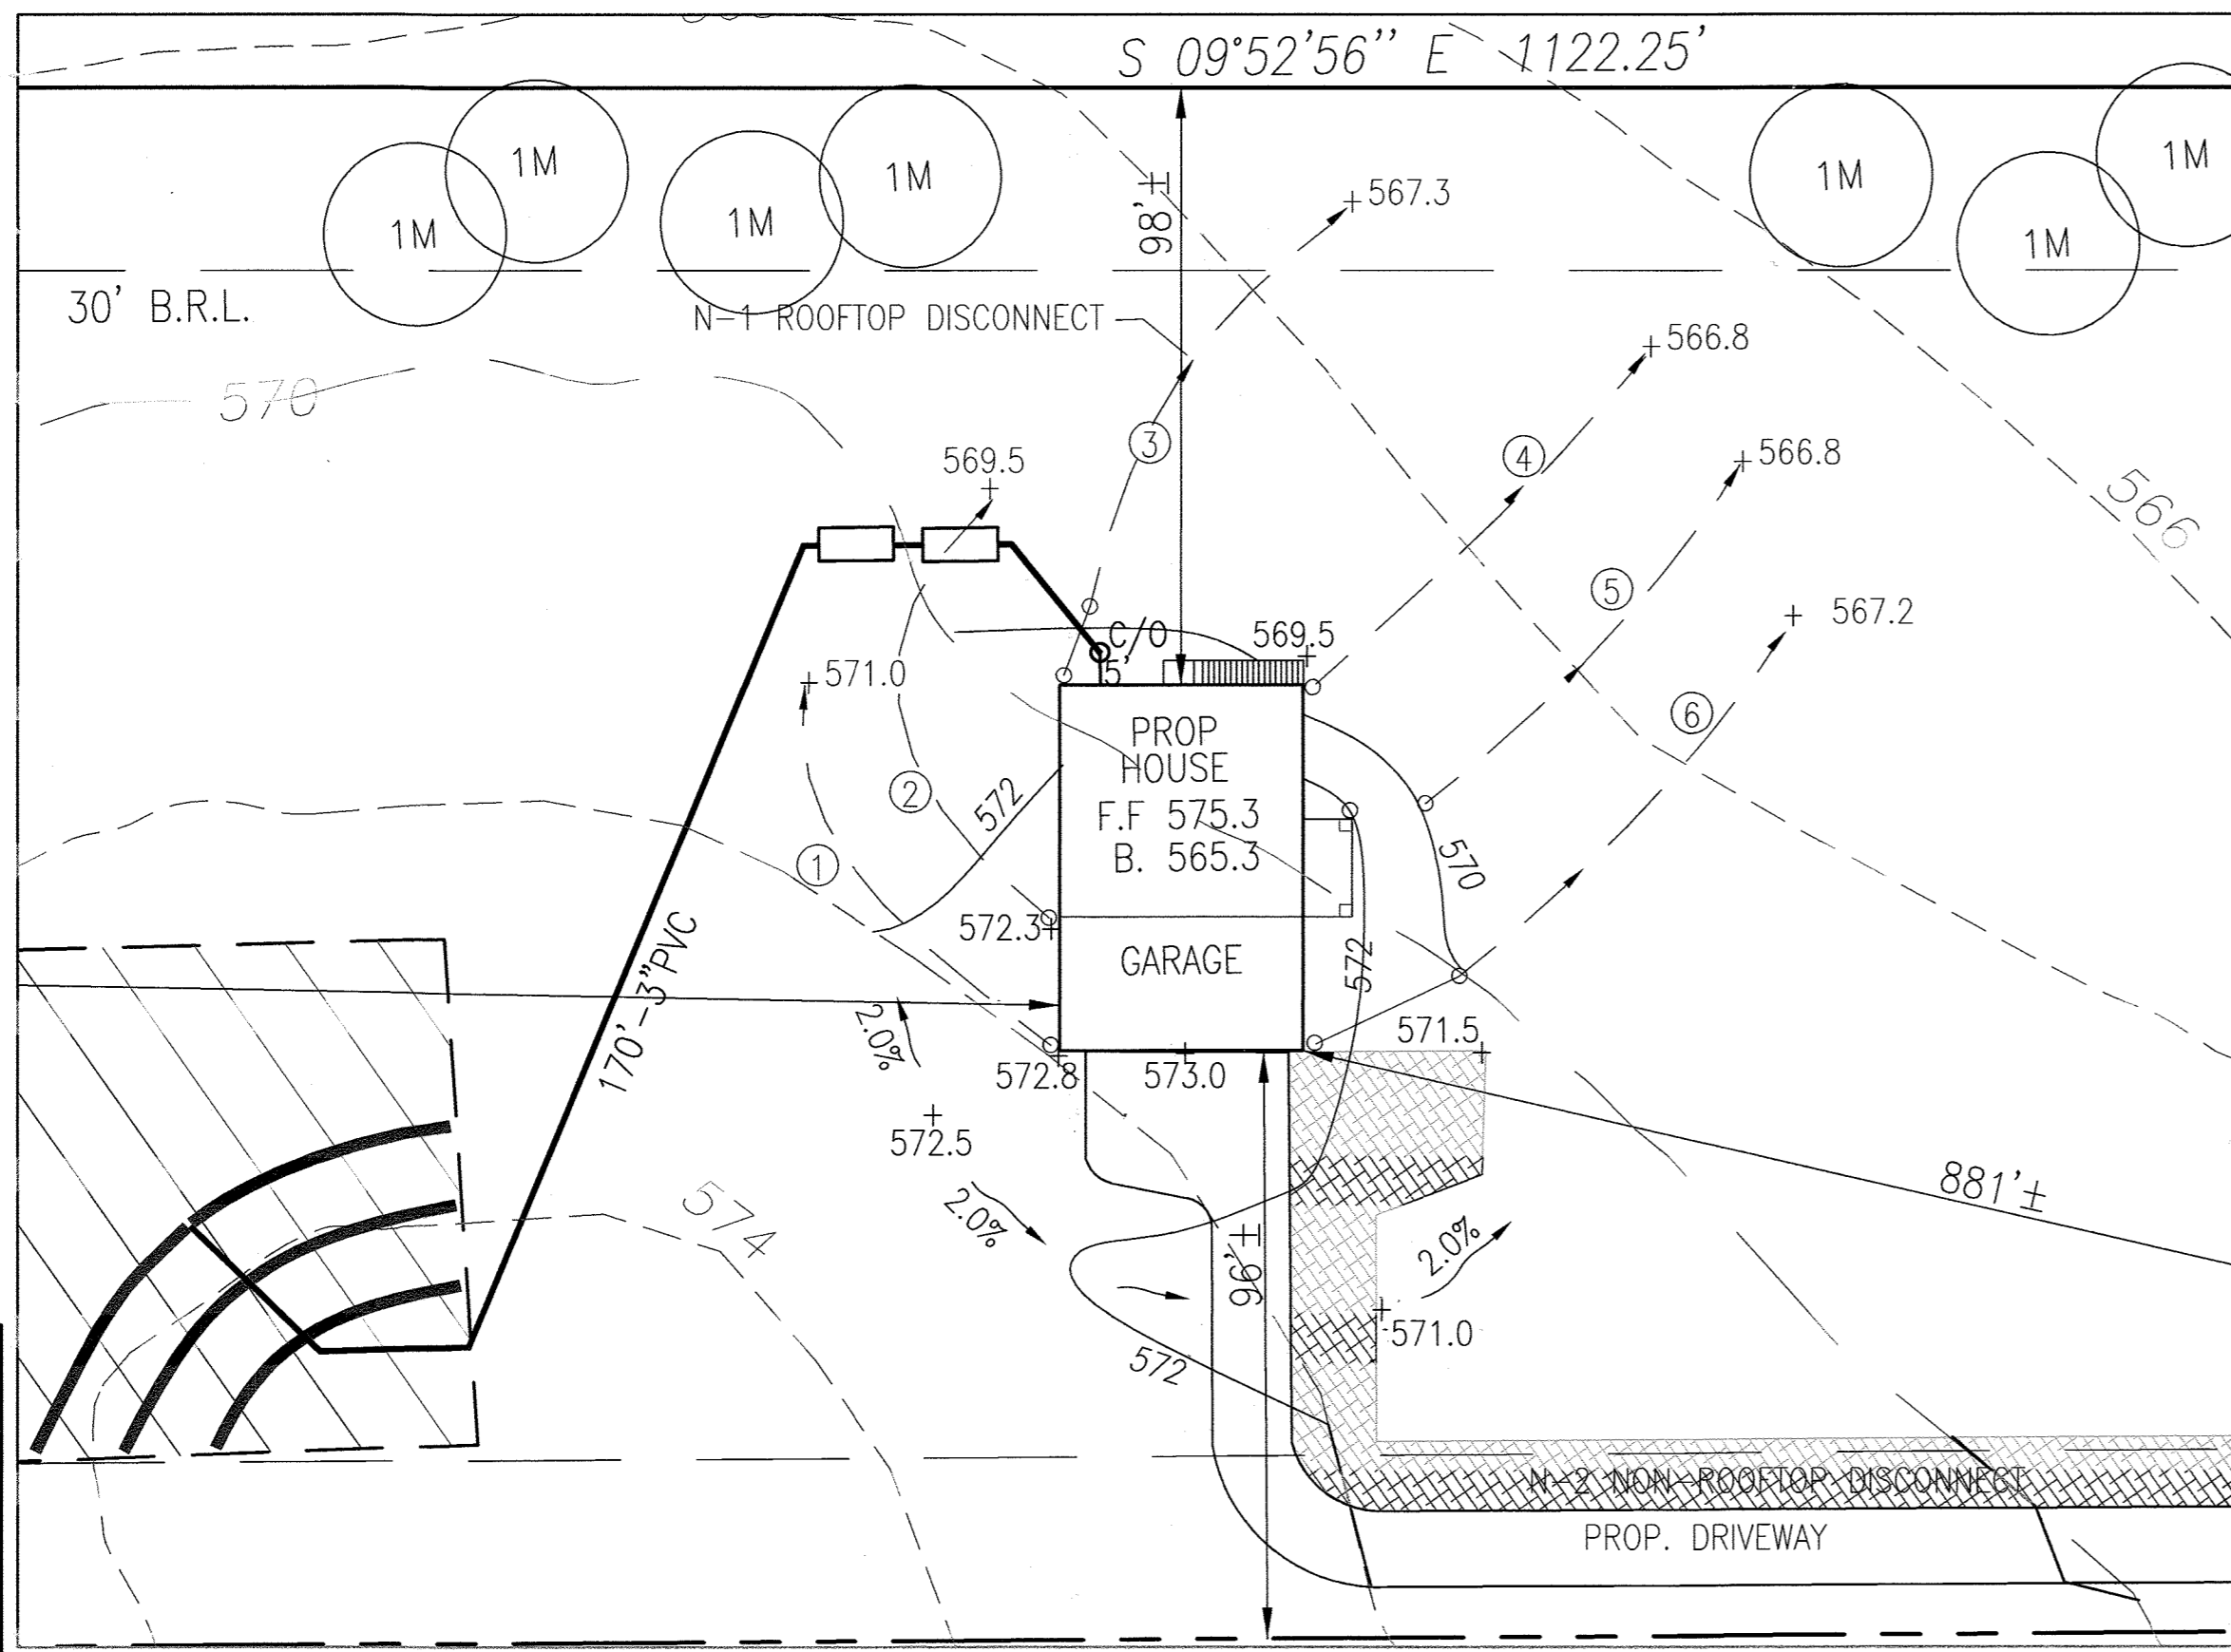 S 09°52'56" E 1122.25'
1M
1M
1M
1M
1M
1M
1M
98'±
+567.3
30' B.R.L.
N-1 ROOFTOP DISCONNECT
+566.8
570
3
4
569.5
+566.8
566
5
C/O
5'
569.5
+ 567.2
+571.0
6
PROP
HOUSE
F.F 575.3
B. 565.3
2
572
1
570
572.3
GARAGE
572
170'-3"PVC
2.0%
571.5
572.8
573.0
572.5
574
2.0%
881'±
2.0%
96'±
571.0
572
N-2 NON-ROOFTOP DISCONNECT
PROP. DRIVEWAY